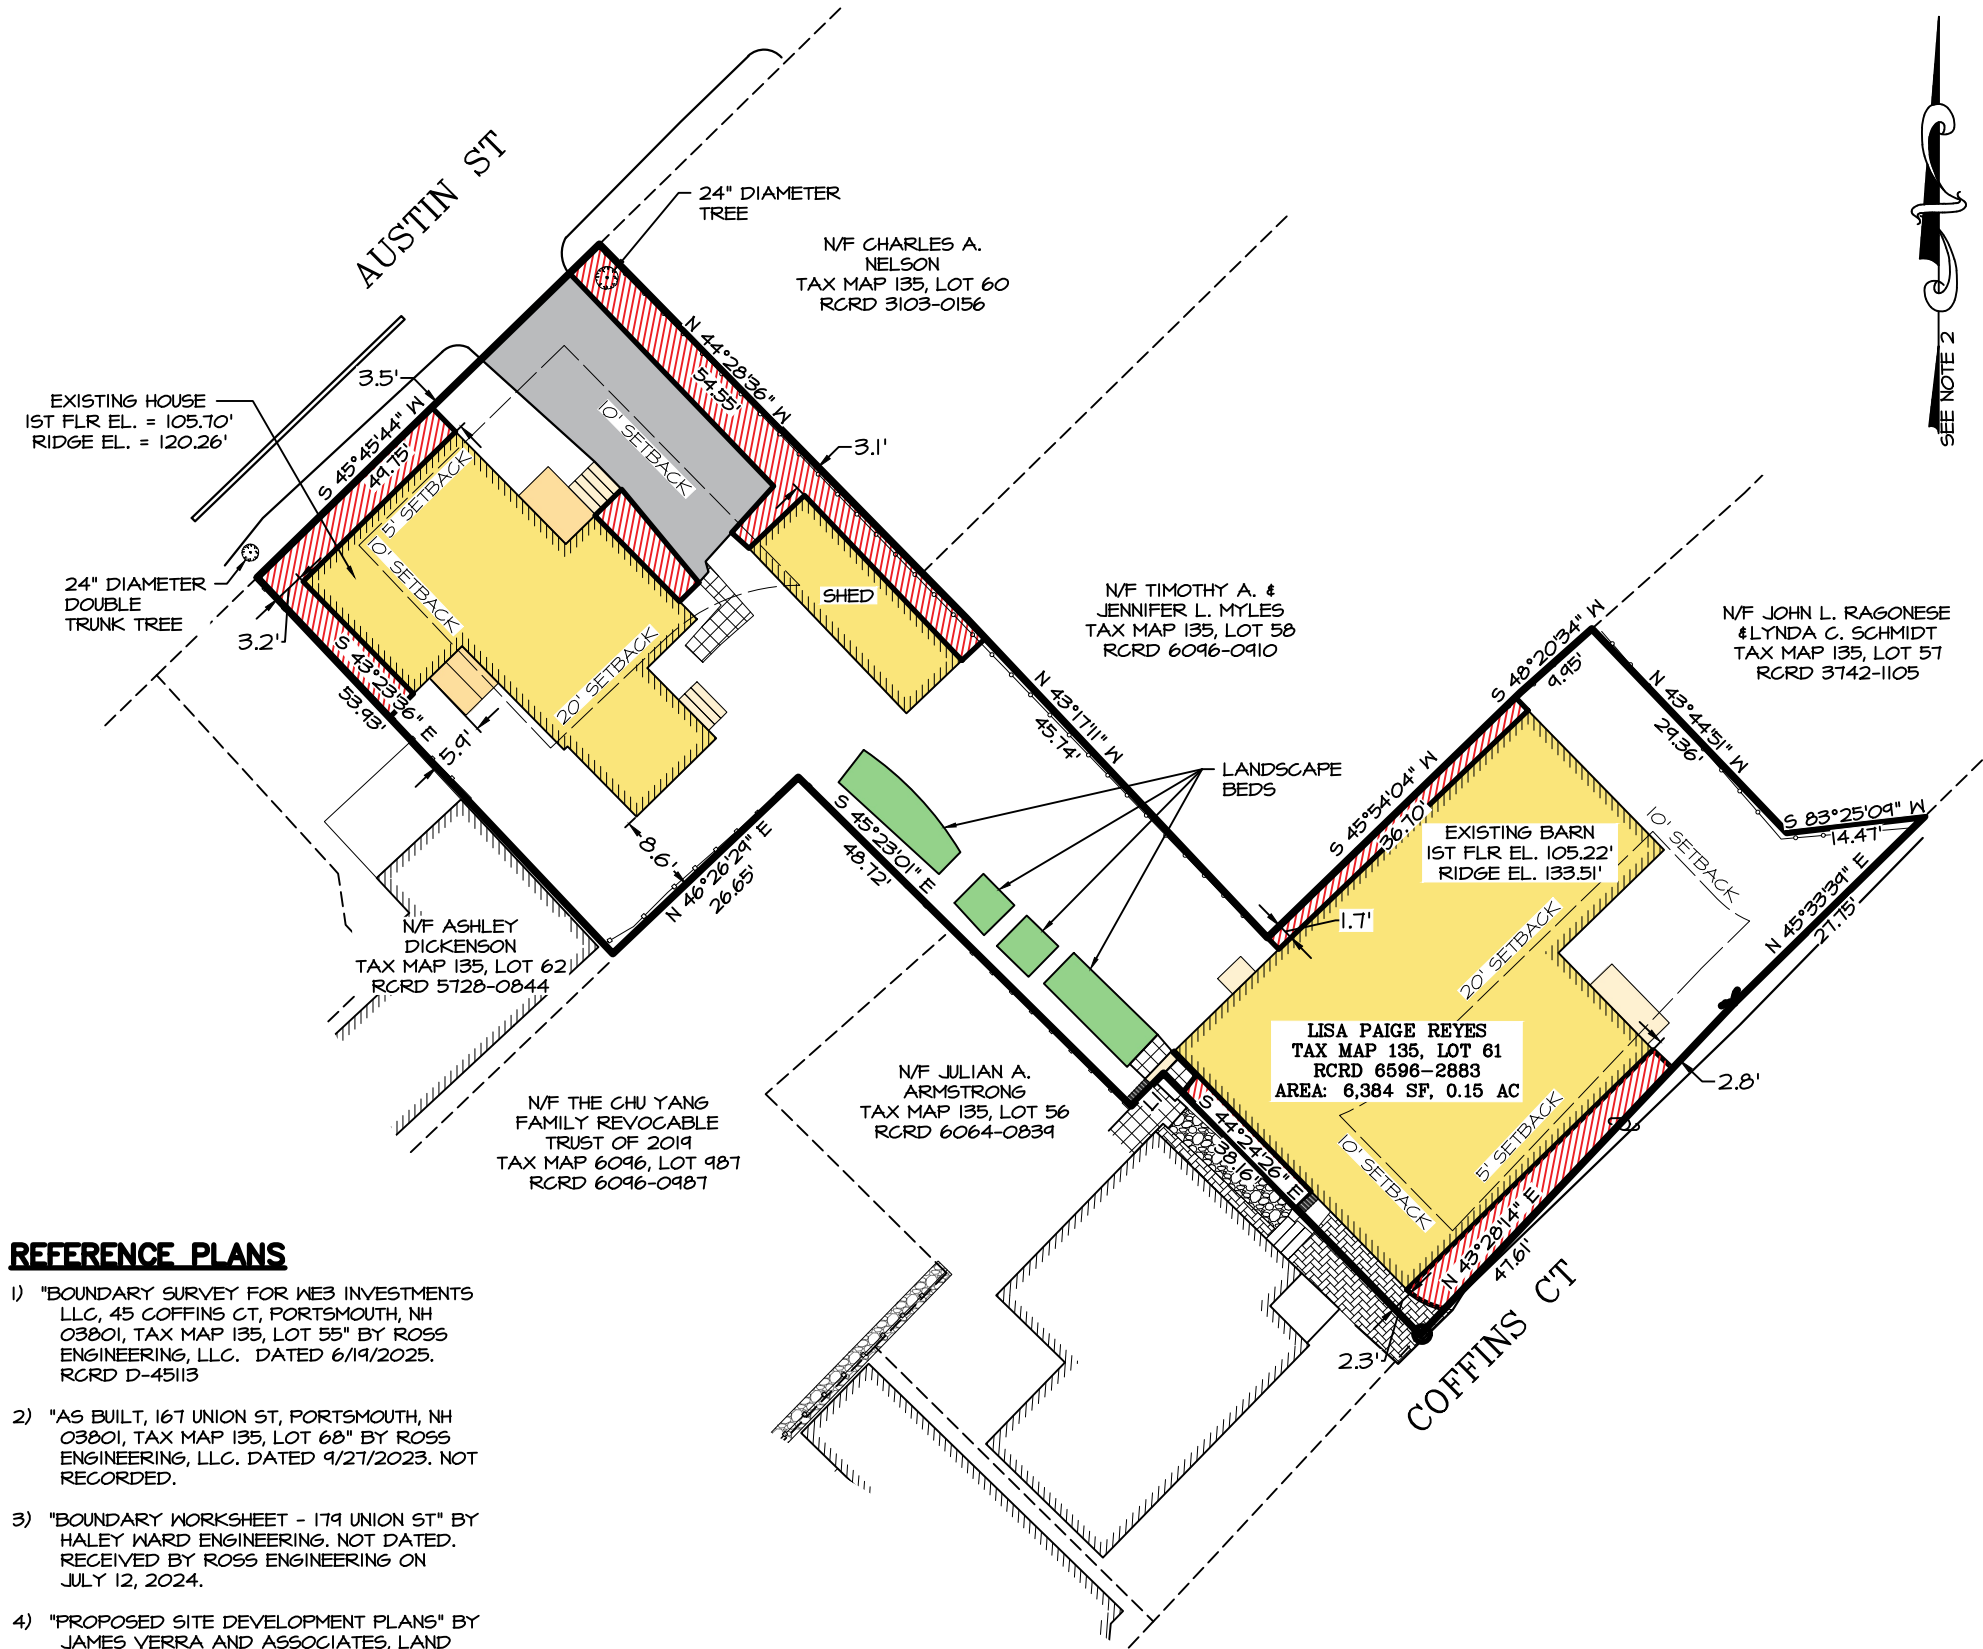 AUSTIN ST
24" DIAMETER
TREE
N/F CHARLES A.
NELSON
TAX MAP 135, LOT 60
RCRD 3103-0156
SEE NOTE 2
EXISTING HOUSE
1ST FLR EL. = 105.70'
RIDGE EL. = 120.26'
3.5'
S 45°45'44" W
49.75'
5' SETBACK
10' SETBACK
N 44°28'36" W
54.55'
10' SETBACK
3.1'
24" DIAMETER
DOUBLE
TRUNK TREE
3.2'
S 43°23'36" E
53.93'
5.9'
20' SETBACK
SHED
N/F TIMOTHY A. &
JENNIFER L. MYLES
TAX MAP 135, LOT 58
RCRD 6096-0910
N/F JOHN L. RAGONESE
&LYNDA C. SCHMIDT
TAX MAP 135, LOT 57
RCRD 3742-1105
N 43°17'11" W
45.74'
S 48°20'34" W
9.95'
N 43°44'51" W
29.36'
S 83°25'09" W
14.47'
S 45°54'04" W
36.70'
LANDSCAPE
BEDS
EXISTING BARN
1ST FLR EL. 105.22'
RIDGE EL. 133.51'
10' SETBACK
N 45°33'39" E
27.75'
8.6'
N 46°26'29" E
26.65'
S 45°23'01" E
48.72'
1.7'
20' SETBACK
N/F ASHLEY
DICKENSON
TAX MAP 135, LOT 62
RCRD 5728-0844
LISA PAIGE REYES
TAX MAP 135, LOT 61
RCRD 6596-2883
AREA: 6,384 SF, 0.15 AC
N/F JULIAN A.
ARMSTRONG
TAX MAP 135, LOT 56
RCRD 6064-0839
N/F THE CHU YANG
FAMILY REVOCABLE
TRUST OF 2019
TAX MAP 6096, LOT 987
RCRD 6096-0987
2.8'
S 44°24'26" E
38.16'
10' SETBACK
5' SETBACK
N 43°28'14" E
47.61'
2.3'
COFFINS CT
REFERENCE PLANS
1) "BOUNDARY SURVEY FOR WE3 INVESTMENTS
LLC, 45 COFFINS CT, PORTSMOUTH, NH
03801, TAX MAP 135, LOT 55" BY ROSS
ENGINEERING, LLC. DATED 6/19/2025.
RCRD D-45113
2) "AS BUILT, 167 UNION ST, PORTSMOUTH, NH
03801, TAX MAP 135, LOT 68" BY ROSS
ENGINEERING, LLC. DATED 9/27/2023. NOT
RECORDED.
3) "BOUNDARY WORKSHEET - 179 UNION ST" BY
HALEY WARD ENGINEERING. NOT DATED.
RECEIVED BY ROSS ENGINEERING ON
JULY 12, 2024.
4) "PROPOSED SITE DEVELOPMENT PLANS" BY
JAMES VERRA AND ASSOCIATES, LAND